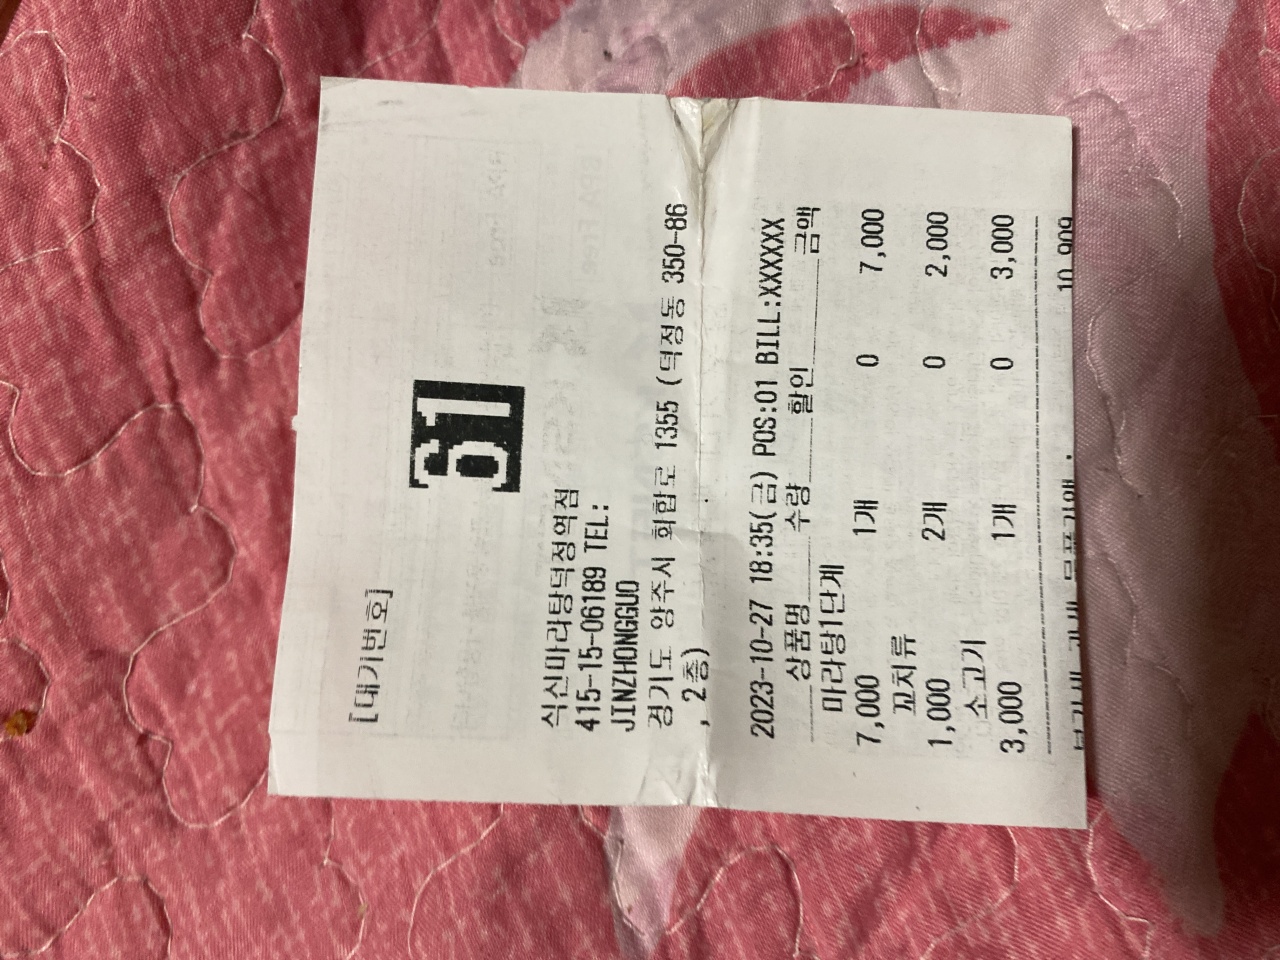 [대기번호]
61
식신마라탕덕정역점
415-15-06189 TEL:
JINZHONGGUO
경기도 양주시 화합로 1355 (덕정동 350-86
, 2층)
2023-10-27 18:35(금) POS:01 BILL:XXXXXX
상품명 수량 할인 금액
마라탕1단계
7,000 1개 0 7,000
꼬치류
1,000 2개 0 2,000
소고기
3,000 1개 0 3,000
10,909